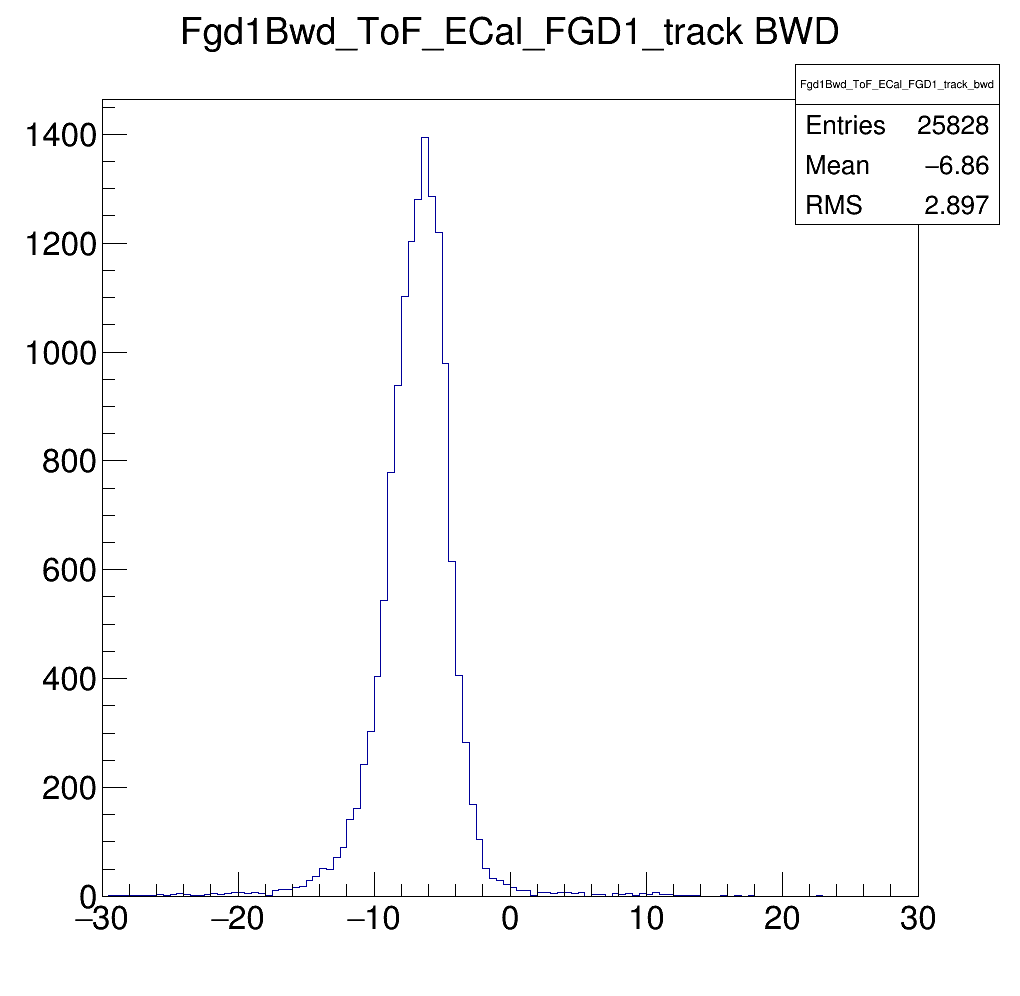 Fgd1Bwd_ToF_ECal_FGD1_track BWD
Fgd1Bwd_ToF_ECal_FGD1_track_bwd
Entries 25828
Mean −6.86
RMS 2.897
1400
1200
1000
800
600
400
200
0
−30 −20 −10 0 10 20 30